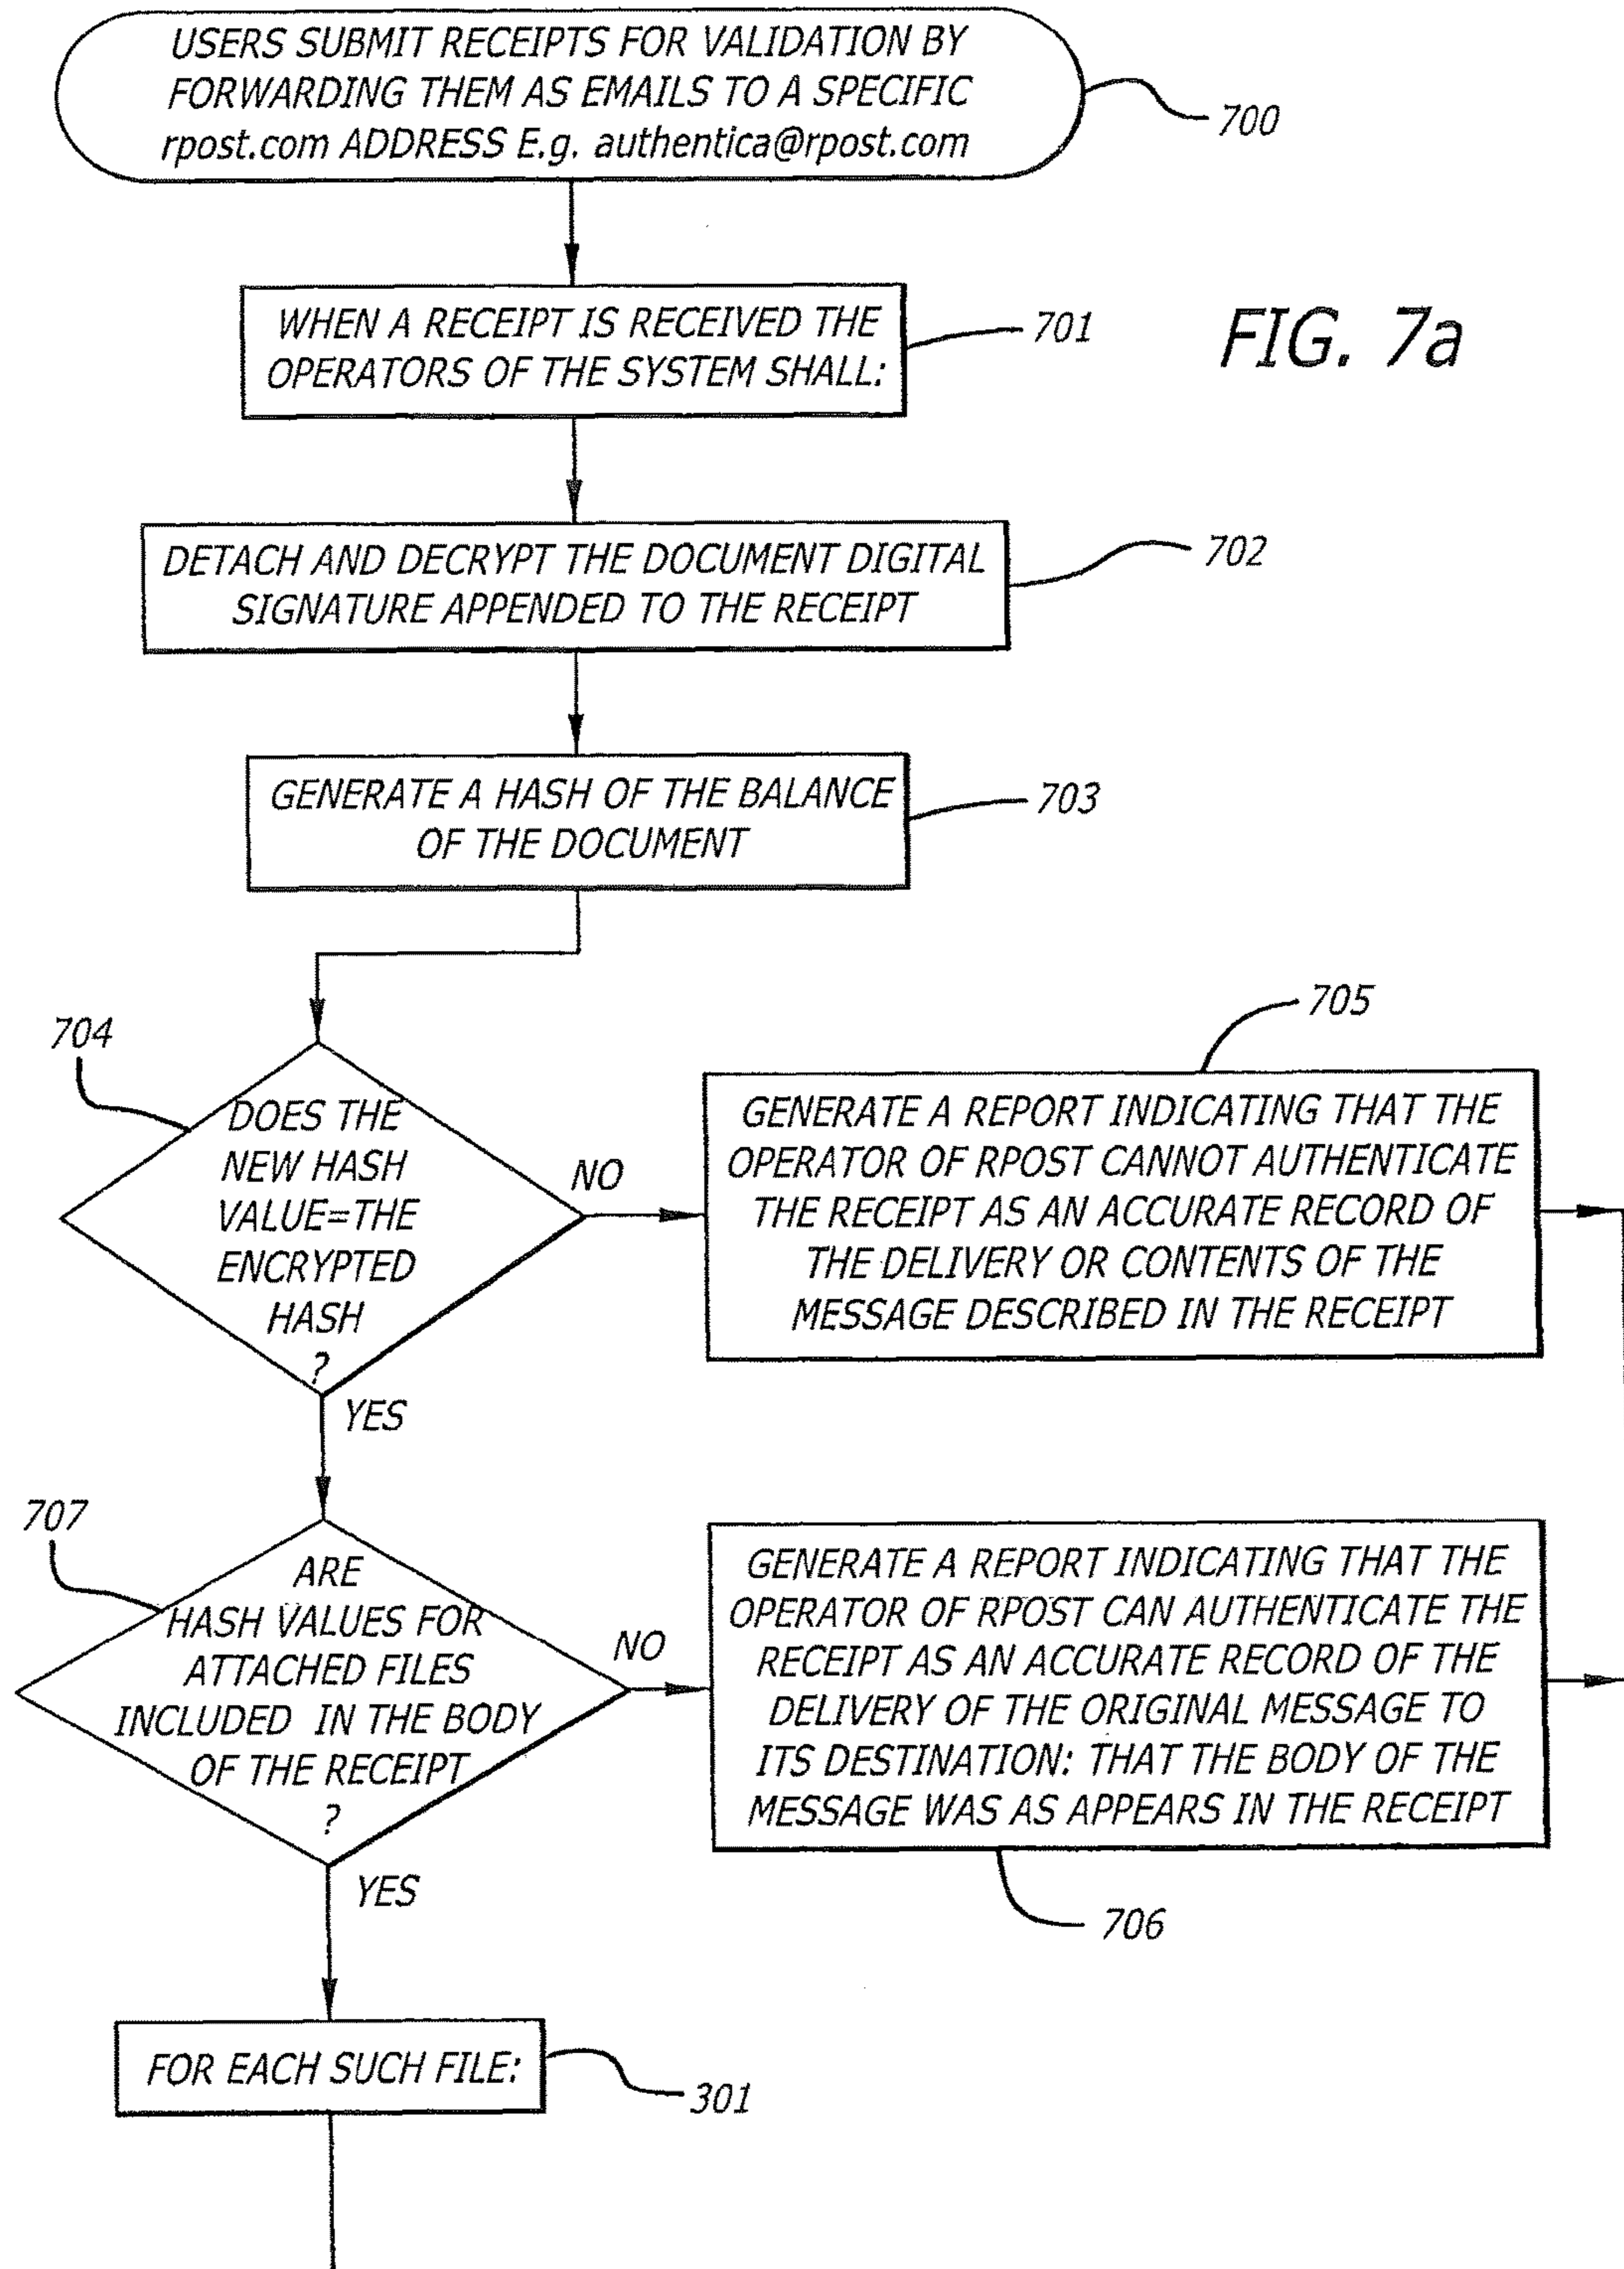 USERS SUBMIT RECEIPTS FOR VALIDATION BY
FORWARDING THEM AS EMAILS TO A SPECIFIC
rpost.com ADDRESS E.g. authentica@rpost.com
700
FIG. 7a
WHEN A RECEIPT IS RECEIVED THE
OPERATORS OF THE SYSTEM SHALL:
701
DETACH AND DECRYPT THE DOCUMENT DIGITAL
SIGNATURE APPENDED TO THE RECEIPT
702
GENERATE A HASH OF THE BALANCE
OF THE DOCUMENT
703
704
DOES THE
NEW HASH
VALUE=THE
ENCRYPTED
HASH
?
NO
YES
705
GENERATE A REPORT INDICATING THAT THE
OPERATOR OF RPOST CANNOT AUTHENTICATE
THE RECEIPT AS AN ACCURATE RECORD OF
THE DELIVERY OR CONTENTS OF THE
MESSAGE DESCRIBED IN THE RECEIPT
707
ARE
HASH VALUES FOR
ATTACHED FILES
INCLUDED IN THE BODY
OF THE RECEIPT
?
NO
YES
GENERATE A REPORT INDICATING THAT THE
OPERATOR OF RPOST CAN AUTHENTICATE THE
RECEIPT AS AN ACCURATE RECORD OF THE
DELIVERY OF THE ORIGINAL MESSAGE TO
ITS DESTINATION: THAT THE BODY OF THE
MESSAGE WAS AS APPEARS IN THE RECEIPT
706
FOR EACH SUCH FILE:
301